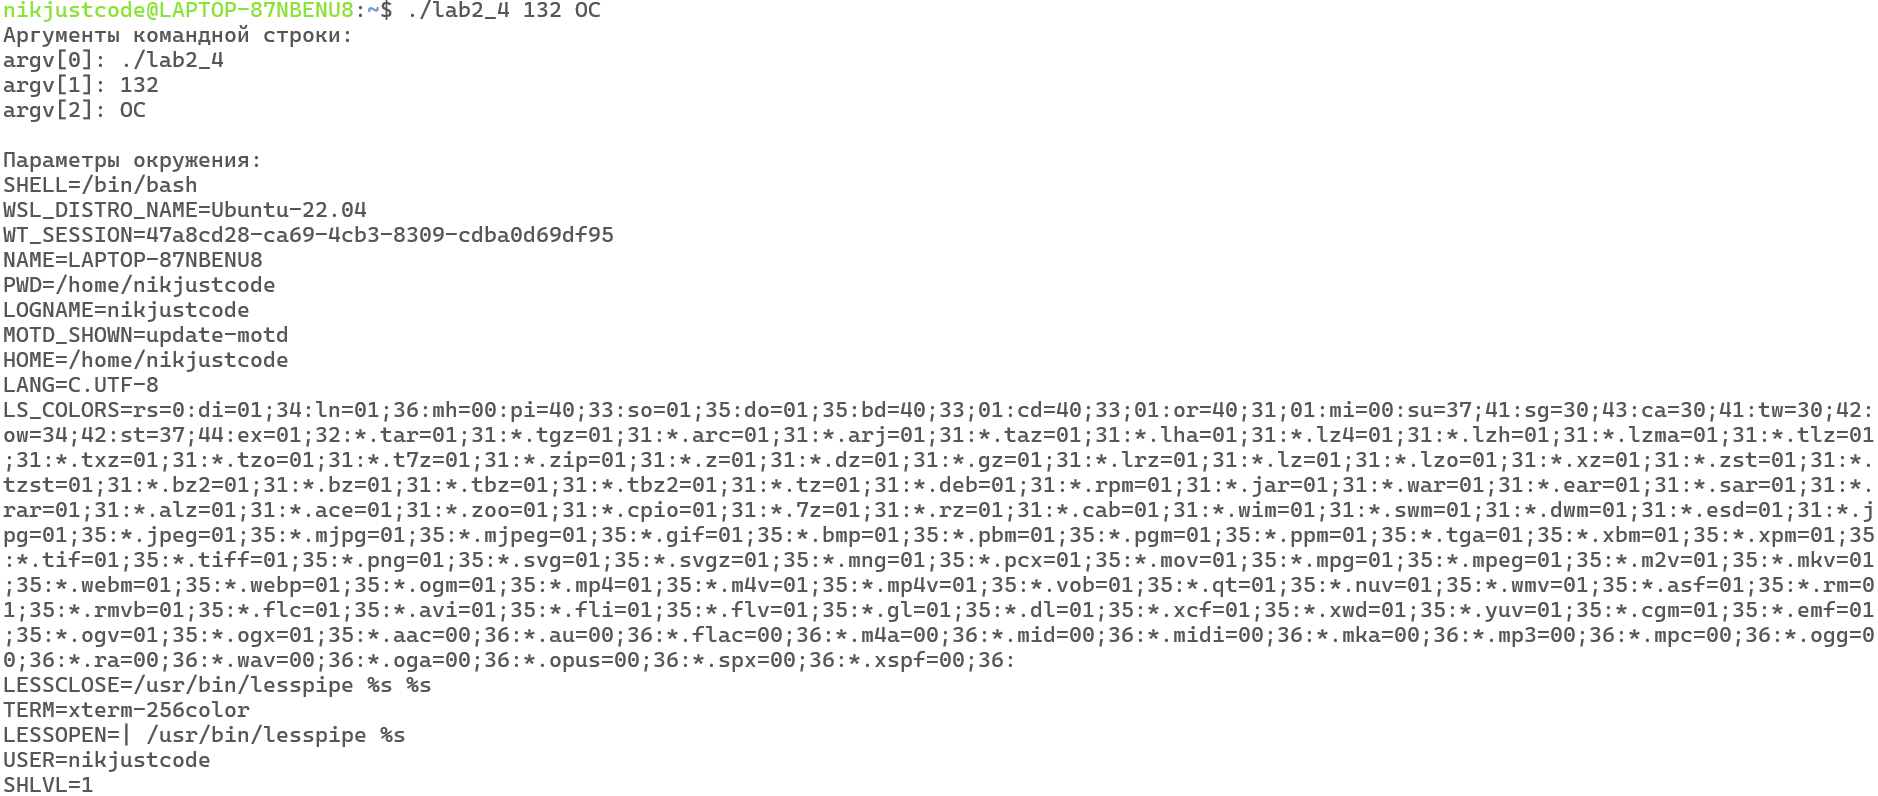 nikjustcode@LAPTOP-87NBENU8:~$ ./lab2_4 132 ОС
Аргументы командной строки:
argv[0]: ./lab2_4
argv[1]: 132
argv[2]: ОС
Параметры окружения:
SHELL=/bin/bash
WSL_DISTRO_NAME=Ubuntu-22.04
WT_SESSION=47a8cd28-ca69-4cb3-8309-cdba0d69df95
NAME=LAPTOP-87NBENU8
PWD=/home/nikjustcode
LOGNAME=nikjustcode
MOTD_SHOWN=update-motd
HOME=/home/nikjustcode
LANG=C.UTF-8
LS_COLORS=rs=0:di=01;34:ln=01;36:mh=00:pi=40;33:so=01;35:do=01;35:bd=40;33;01:cd=40;33;01:or=40;31;01:mi=00:su=37;41:sg=30;43:ca=30;41:tw=30;42:
ow=34;42:st=37;44:ex=01;32:*.tar=01;31:*.tgz=01;31:*.arc=01;31:*.arj=01;31:*.taz=01;31:*.lha=01;31:*.lz4=01;31:*.lzh=01;31:*.lzma=01;31:*.tlz=01
;31:*.txz=01;31:*.tzo=01;31:*.t7z=01;31:*.zip=01;31:*.z=01;31:*.dz=01;31:*.gz=01;31:*.lrz=01;31:*.lz=01;31:*.lzo=01;31:*.xz=01;31:*.zst=01;31:*.
tzst=01;31:*.bz2=01;31:*.bz=01;31:*.tbz=01;31:*.tbz2=01;31:*.tz=01;31:*.deb=01;31:*.rpm=01;31:*.jar=01;31:*.war=01;31:*.ear=01;31:*.sar=01;31:*.
rar=01;31:*.alz=01;31:*.ace=01;31:*.zoo=01;31:*.cpio=01;31:*.7z=01;31:*.rz=01;31:*.cab=01;31:*.wim=01;31:*.swm=01;31:*.dwm=01;31:*.esd=01;31:*.j
pg=01;35:*.jpeg=01;35:*.mjpg=01;35:*.mjpeg=01;35:*.gif=01;35:*.bmp=01;35:*.pbm=01;35:*.pgm=01;35:*.ppm=01;35:*.tga=01;35:*.xbm=01;35:*.xpm=01;35
:*.tif=01;35:*.tiff=01;35:*.png=01;35:*.svg=01;35:*.svgz=01;35:*.mng=01;35:*.pcx=01;35:*.mov=01;35:*.mpg=01;35:*.mpeg=01;35:*.m2v=01;35:*.mkv=01
;35:*.webm=01;35:*.webp=01;35:*.ogm=01;35:*.mp4=01;35:*.m4v=01;35:*.mp4v=01;35:*.vob=01;35:*.qt=01;35:*.nuv=01;35:*.wmv=01;35:*.asf=01;35:*.rm=0
1;35:*.rmvb=01;35:*.flc=01;35:*.avi=01;35:*.fli=01;35:*.flv=01;35:*.gl=01;35:*.dl=01;35:*.xcf=01;35:*.xwd=01;35:*.yuv=01;35:*.cgm=01;35:*.emf=01
;35:*.ogv=01;35:*.ogx=01;35:*.aac=00;36:*.au=00;36:*.flac=00;36:*.m4a=00;36:*.mid=00;36:*.midi=00;36:*.mka=00;36:*.mp3=00;36:*.mpc=00;36:*.ogg=0
0;36:*.ra=00;36:*.wav=00;36:*.oga=00;36:*.opus=00;36:*.spx=00;36:*.xspf=00;36:
LESSCLOSE=/usr/bin/lesspipe %s %s
TERM=xterm-256color
LESSOPEN=| /usr/bin/lesspipe %s
USER=nikjustcode
SHLVL=1